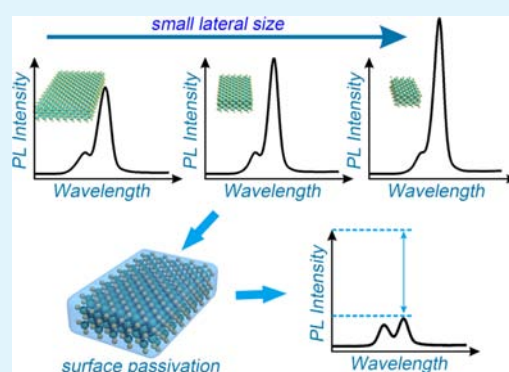 small lateral size
PL Intensity
Wavelength
PL Intensity
Wavelength
PL Intensity
Wavelength
surface passivation
PL Intensity
Wavelength